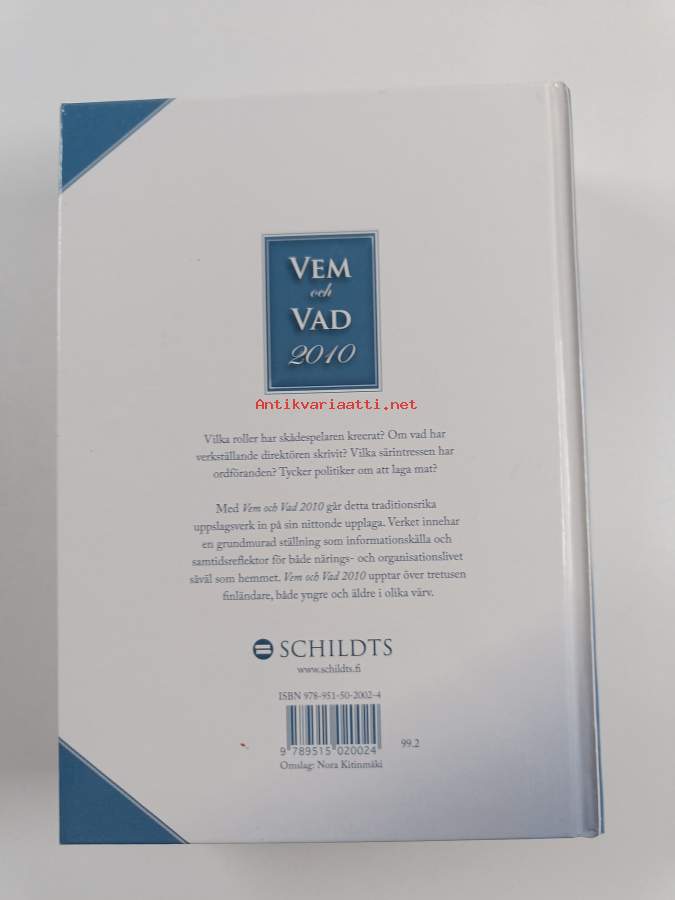 VEM
och
VAD
2010
Antikvariaatti.net
Vilka roller har skådespelaren kreerat? Om vad har
verkställande direktören skrivit? Vilka särintressen har
ordföranden? Tycker politiker om att laga mat?
Med Vem och Vad 2010 går detta traditionsrika
uppslagsverk in på sin nittonde upplaga. Verket innehar
en grundmurad ställning som informationskälla och
samtidsreflektor för både närings- och organisationslivet
såväl som hemmet. Vem och Vad 2010 upptar över tretusen
finländare, både yngre och äldre i olika värv.
SCHILDTS
www.schildts.fi
ISBN 978-951-50-2002-4
9 789515 020024
99.2
Omslag: Nora Kitinmäki